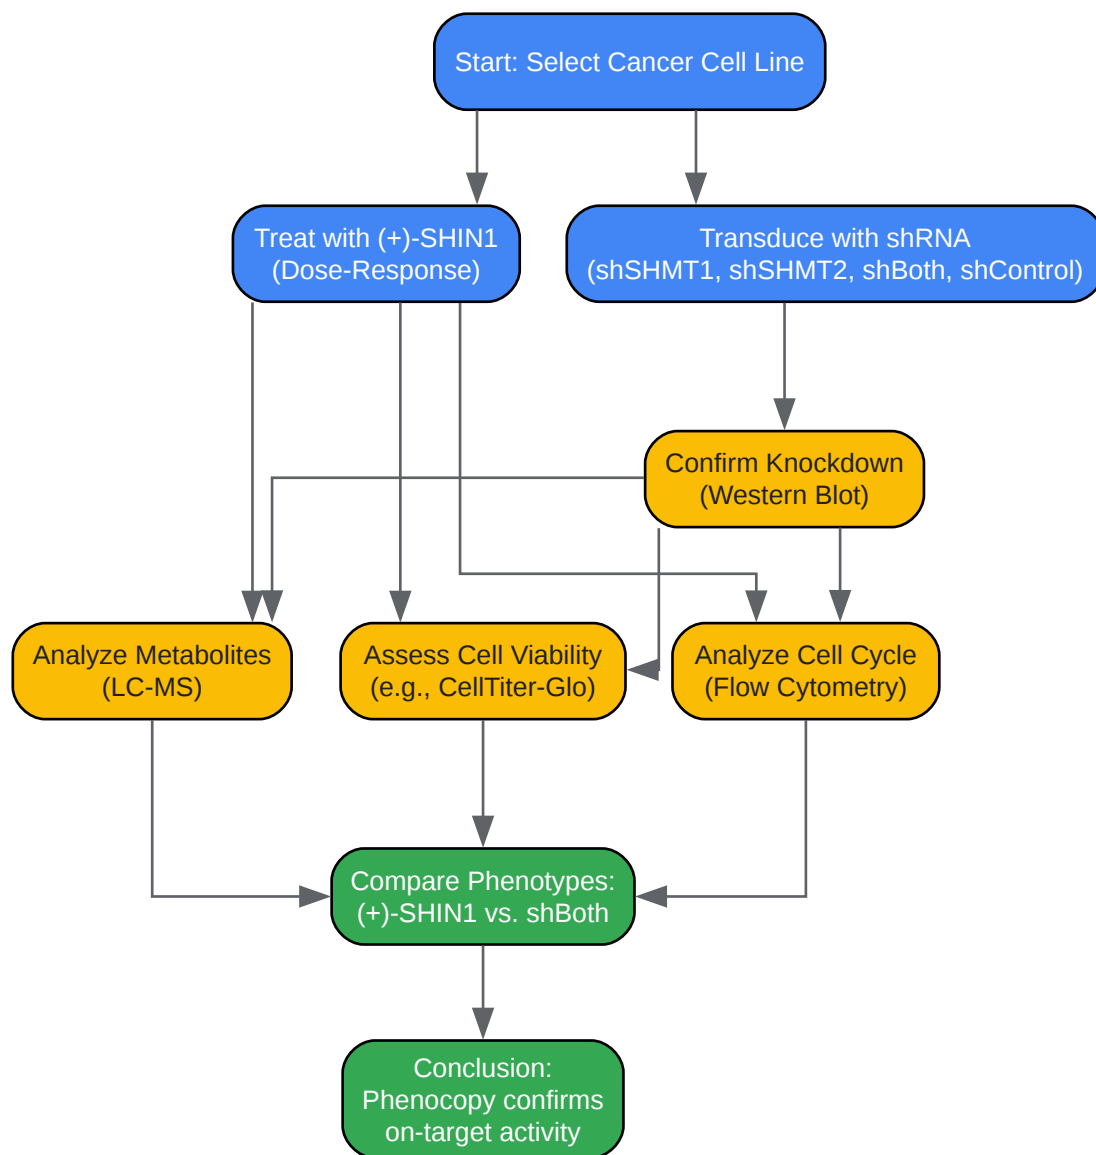 Start: Select Cancer Cell Line
Treat with (+)-SHIN1
(Dose-Response)
Transduce with shRNA
(shSHMT1, shSHMT2, shBoth, shControl)
Confirm Knockdown
(Western Blot)
Analyze Metabolites
(LC-MS)
Assess Cell Viability
(e.g., CellTiter-Glo)
Analyze Cell Cycle
(Flow Cytometry)
Compare Phenotypes:
(+)-SHIN1 vs. shBoth
Conclusion:
Phenocopy confirms
on-target activity